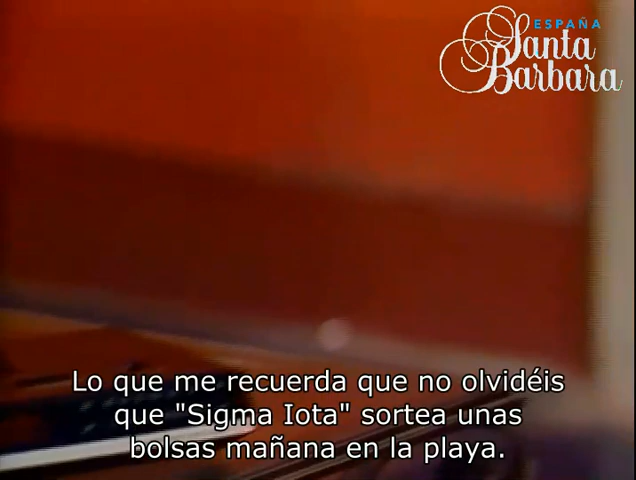 ESPAÑA
Santa
Barbara
Lo que me recuerda que no olvidéis
que "Sigma Iota" sortea unas
bolsas mañana en la playa.